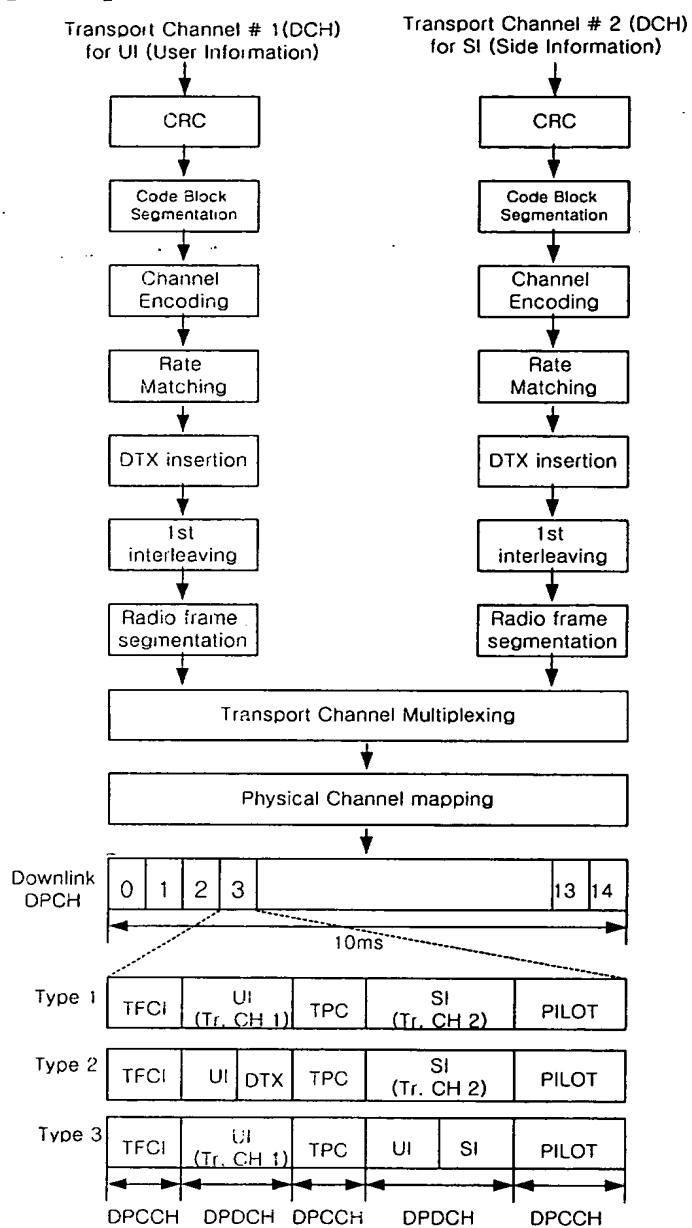 Transport Channel # 1(DCH)
for UI (User Information)
Transport Channel # 2 (DCH)
for SI (Side Information)
CRC
CRC
Code Block
Segmentation
Code Block
Segmentation
Channel
Encoding
Channel
Encoding
Rate
Matching
Rate
Matching
DTX insertion
DTX insertion
1st
interleaving
1st
interleaving
Radio frame
segmentation
Radio frame
segmentation
Transport Channel Multiplexing
Physical Channel mapping
Downlink
DPCH
0 1 2 3 13 14
10ms
Type 1
TFCI
UI
(Tr. CH 1)
TPC
SI
(Tr. CH 2)
PILOT
Type 2
TFCI
UI
DTX
TPC
SI
(Tr. CH 2)
PILOT
Type 3
TFCI
UI
(Tr. CH 1)
TPC
UI
SI
PILOT
DPCCH DPDCH DPCCH DPDCH DPCCH